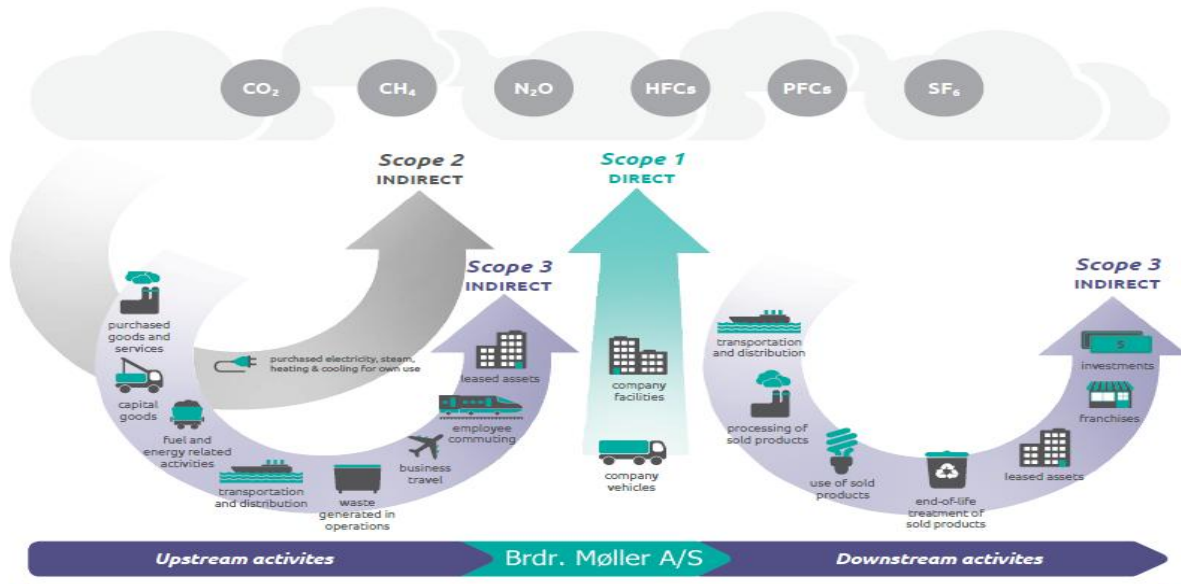 CO₂
CH₄
N₂O
HFCs
PFCs
SF₆
Scope 2
INDIRECT
Scope 1
DIRECT
Scope 3
INDIRECT
Scope 3
INDIRECT
purchased
goods and
services
capital
goods
fuel and
energy related
activities
purchased electricity, steam,
heating & cooling for own use
transportation
and distribution
waste
generated in
operations
business
travel
employee
commuting
leased assets
company
facilities
company
vehicles
transportation
and distribution
processing of
sold products
use of sold
products
end-of-life
treatment of
sold products
leased assets
franchises
$
investments
Upstream activites
Brdr. Møller A/S
Downstream activites